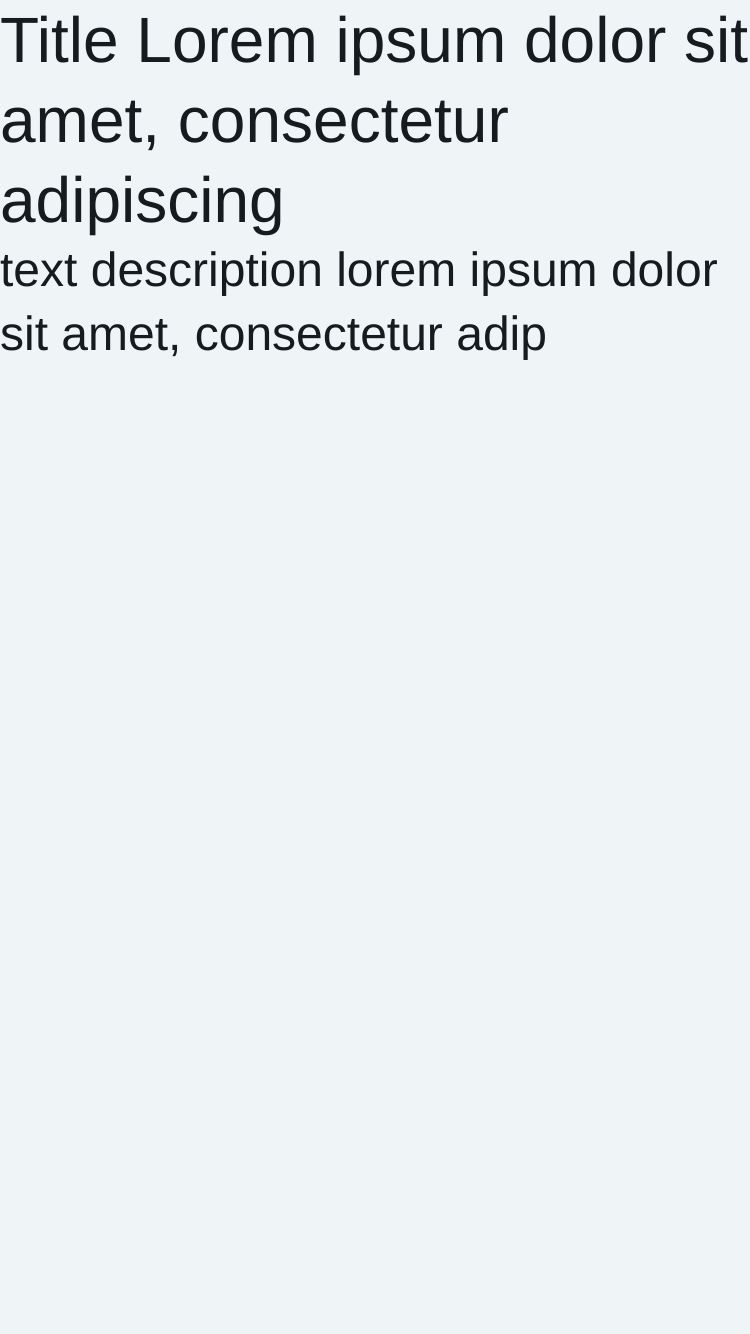 Title Lorem ipsum dolor sit
amet, consectetur
adipiscing
text description lorem ipsum dolor
sit amet, consectetur adip